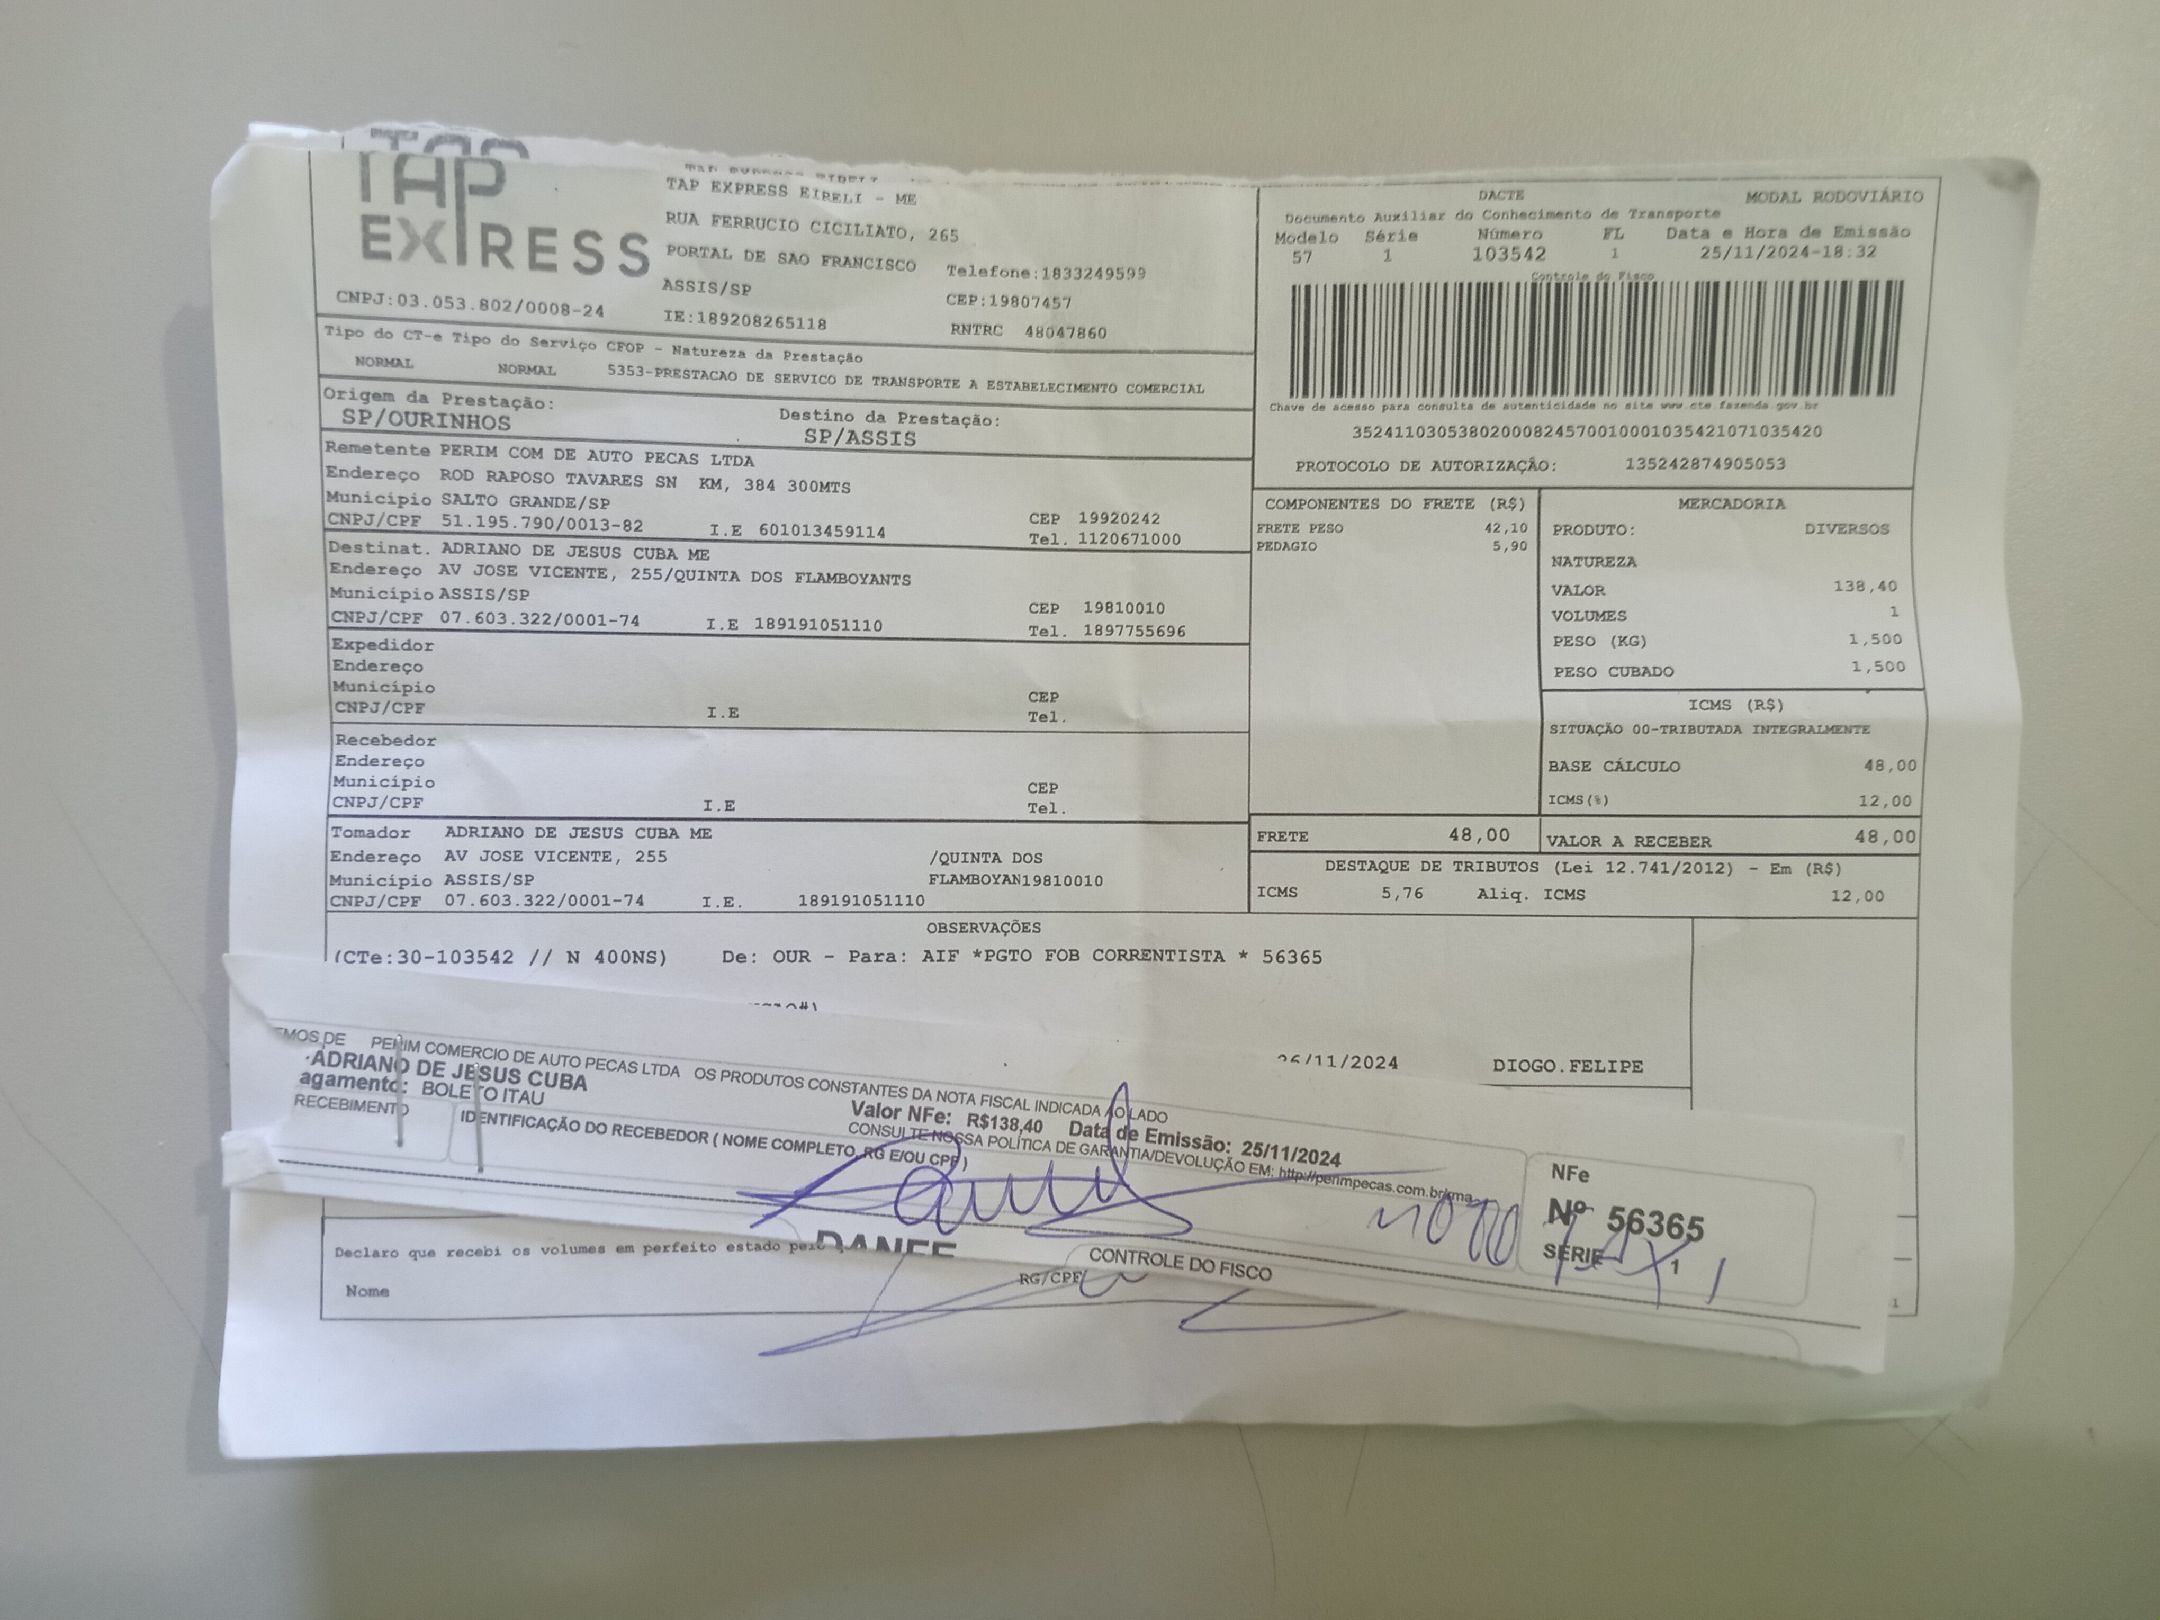 TAP
EXPRESS
TAP EXPRESS EIRELI - ME
RUA FERRUCIO CICILIATO, 265
PORTAL DE SAO FRANCISCO Telefone:1833249599
ASSIS/SP CEP:19807457
CNPJ:03.053.802/0008-24 IE:189208265118 RNTRC 48047860
DACTE MODAL RODOVIÁRIO
Documento Auxiliar do Conhecimento de Transporte
Modelo Série Número FL Data e Hora de Emissão
57 1 103542 1 25/11/2024-18:32
Controle do Fisco
Chave de acesso para consulta de autenticidade no site www.cte.fazenda.gov.br
35241103053802000824570010001035421071035420
PROTOCOLO DE AUTORIZAÇÃO: 135242874905053
Tipo do CT-e Tipo do Serviço CFOP - Natureza da Prestação
NORMAL NORMAL 5353-PRESTACAO DE SERVICO DE TRANSPORTE A ESTABELECIMENTO COMERCIAL
Origem da Prestação: Destino da Prestação:
SP/OURINHOS SP/ASSIS
Remetente PERIM COM DE AUTO PECAS LTDA
Endereço ROD RAPOSO TAVARES SN KM, 384 300MTS
Município SALTO GRANDE/SP CEP 19920242
CNPJ/CPF 51.195.790/0013-82 I.E 601013459114 Tel. 1120671000
Destinat. ADRIANO DE JESUS CUBA ME
Endereço AV JOSE VICENTE, 255/QUINTA DOS FLAMBOYANTS
Município ASSIS/SP CEP 19810010
CNPJ/CPF 07.603.322/0001-74 I.E 189191051110 Tel. 1897755696
Expedidor
Endereço
Município CEP
CNPJ/CPF I.E Tel.
Recebedor
Endereço
Município CEP
CNPJ/CPF I.E Tel.
Tomador ADRIANO DE JESUS CUBA ME
Endereço AV JOSE VICENTE, 255 /QUINTA DOS
Município ASSIS/SP FLAMBOYAN19810010
CNPJ/CPF 07.603.322/0001-74 I.E. 189191051110
COMPONENTES DO FRETE (R$)
FRETE PESO 42,10
PEDAGIO 5,90
MERCADORIA
PRODUTO: DIVERSOS
NATUREZA
VALOR 138,40
VOLUMES 1
PESO (KG) 1,500
PESO CUBADO 1,500
ICMS (R$)
SITUAÇÃO 00-TRIBUTADA INTEGRALMENTE
BASE CÁLCULO 48,00
ICMS(%) 12,00
FRETE 48,00 VALOR A RECEBER 48,00
DESTAQUE DE TRIBUTOS (Lei 12.741/2012) - Em (R$)
ICMS 5,76 Aliq. ICMS 12,00
OBSERVAÇÕES
(CTe:30-103542 // N 400NS) De: OUR - Para: AIF *PGTO FOB CORRENTISTA * 56365
26/11/2024 DIOGO.FELIPE
EMOS DE PERIM COMERCIO DE AUTO PECAS LTDA OS PRODUTOS CONSTANTES DA NOTA FISCAL INDICADA AO LADO
ADRIANO DE JESUS CUBA Valor NFe: R$138,40 Data de Emissão: 25/11/2024
agamento: BOLETO ITAU CONSULTE NOSSA POLÍTICA DE GARANTIA/DEVOLUÇÃO EM: http://perimpecas.com.br/gma
RECEBIMENTO IDENTIFICAÇÃO DO RECEBEDOR ( NOME COMPLETO, RG E/OU CPF )
NFe
Nº 56365
SÉRIE 1
DANFE
CONTROLE DO FISCO
Declaro que recebi os volumes em perfeito estado pelo
Nome RG/CPF
1